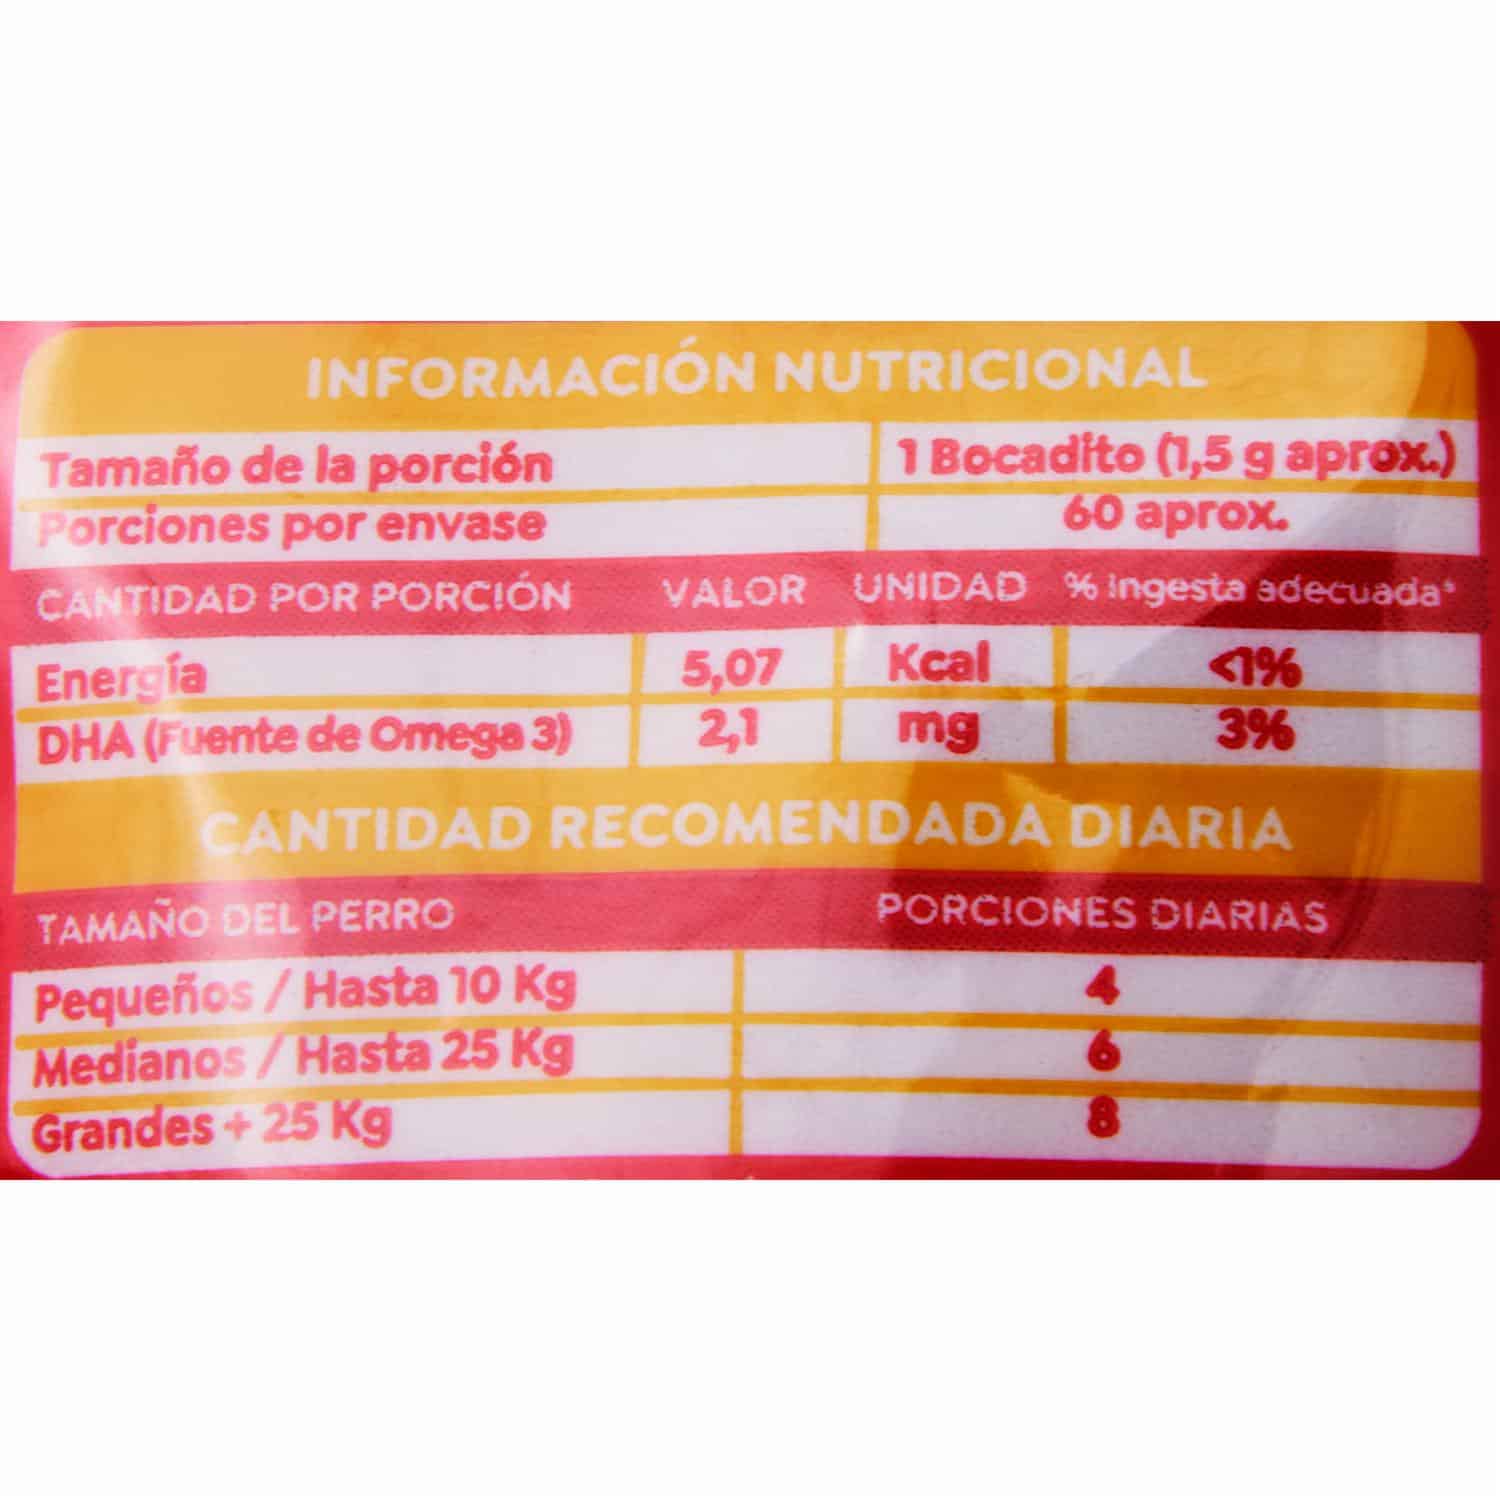 INFORMACIÓN NUTRICIONAL
Tamaño de la porción 1 Bocadito (1,5 g aprox.)
Porciones por envase 60 aprox.
CANTIDAD POR PORCIÓN VALOR UNIDAD % Ingesta adecuada*
Energía 5,07 Kcal <1%
DHA (Fuente de Omega 3) 2,1 mg 3%
CANTIDAD RECOMENDADA DIARIA
TAMAÑO DEL PERRO PORCIONES DIARIAS
Pequeños / Hasta 10 Kg 4
Medianos / Hasta 25 Kg 6
Grandes + 25 Kg 8